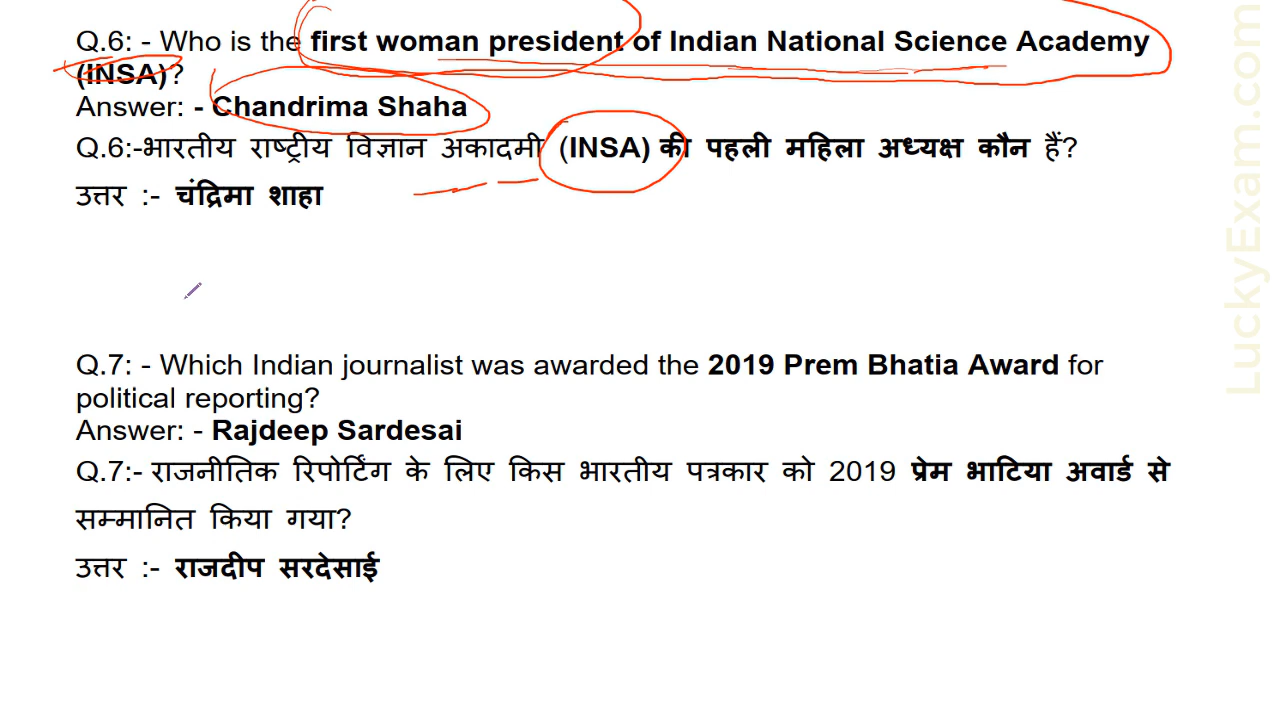 Q.6: - Who is the first woman president of Indian National Science Academy
(INSA)?
Answer: - Chandrima Shaha
Q.6:-भारतीय राष्ट्रीय विज्ञान अकादमी (INSA) की पहली महिला अध्यक्ष कौन हैं?
उत्तर :- चंद्रिमा शाहा
Q.7: - Which Indian journalist was awarded the 2019 Prem Bhatia Award for
political reporting?
Answer: - Rajdeep Sardesai
Q.7:- राजनीतिक रिपोर्टिंग के लिए किस भारतीय पत्रकार को 2019 प्रेम भाटिया अवार्ड से
सम्मानित किया गया?
उत्तर :- राजदीप सरदेसाई
LuckyExam.com